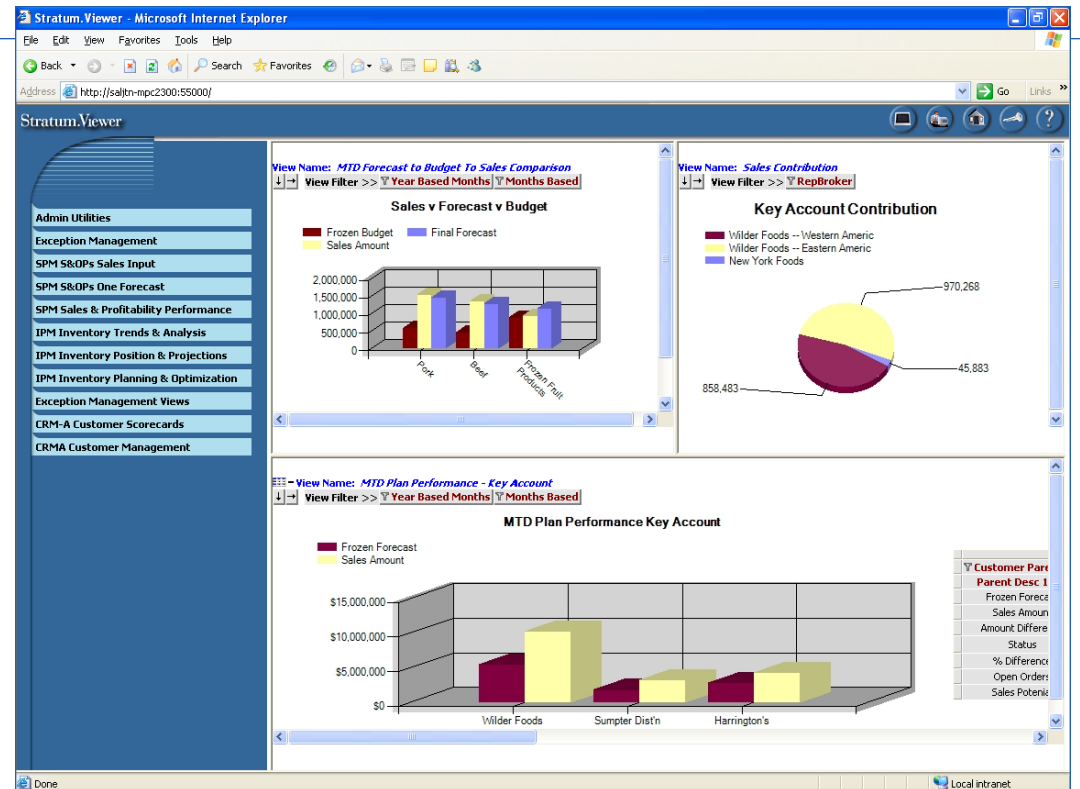 Stratum.Viewer - Microsoft Internet Explorer
File Edit View Favorites Tools Help
Back Search Favorites
Address http://saljtn-mpc2300:55000/ Go Links »
Stratum.Viewer
Admin Utilities
Exception Management
SPM S&OPs Sales Input
SPM S&OPs One Forecast
SPM Sales & Profitability Performance
IPM Inventory Trends & Analysis
IPM Inventory Position & Projections
IPM Inventory Planning & Optimization
Exception Management Views
CRM-A Customer Scorecards
CRMA Customer Management
View Name: MTD Forecast to Budget To Sales Comparison
View Filter >> Year Based Months Months Based
Sales v Forecast v Budget
Frozen Budget Final Forecast
Sales Amount
2,000,000
1,500,000
1,000,000
500,000
0
Pork
Beef
Frozen Fruit
Products
View Name: Sales Contribution
View Filter >> RepBroker
Key Account Contribution
Wilder Foods -- Western Americ
Wilder Foods -- Eastern Americ
New York Foods
970,268
45,883
858,483
View Name: MTD Plan Performance - Key Account
View Filter >> Year Based Months Months Based
MTD Plan Performance Key Account
Frozen Forecast
Sales Amount
$15,000,000
$10,000,000
$5,000,000
$0
Wilder Foods Sumpter Dist'n Harrington's
Customer Pare
Parent Desc 1
Frozen Foreca
Sales Amoun
Amount Differe
Status
% Difference
Open Orders
Sales Potenia
Done Local intranet